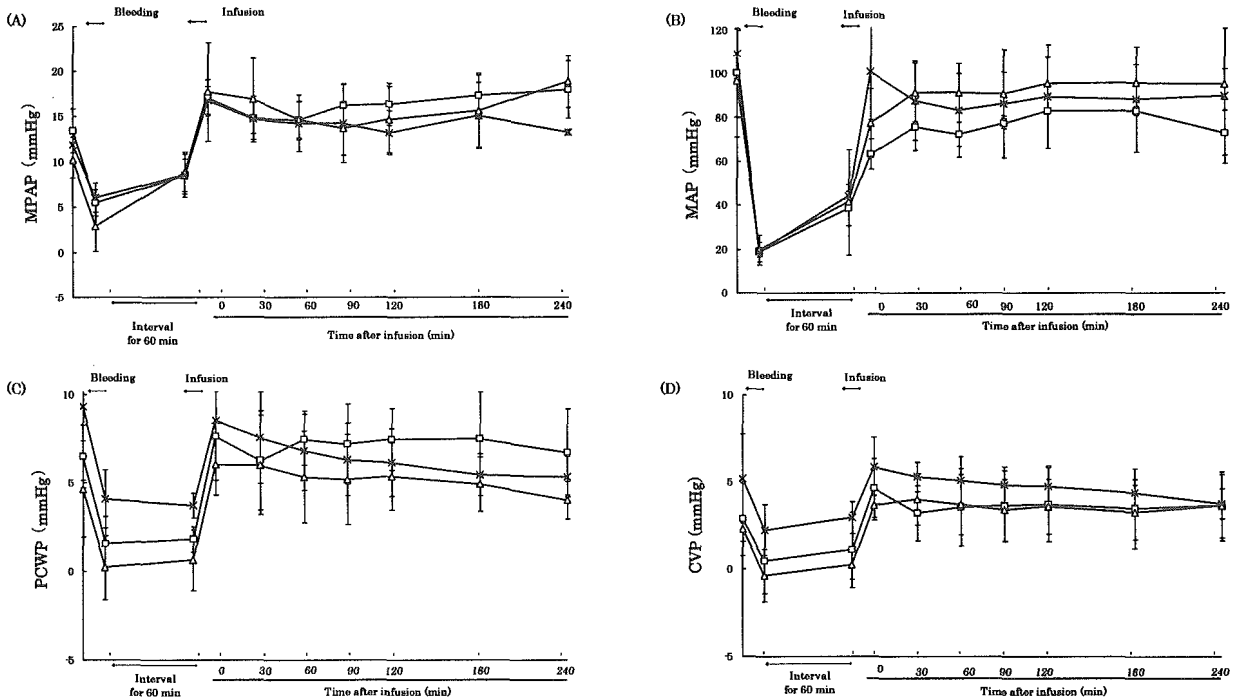 (A)
Bleeding
Infusion
MPAP (mmHg)
25
20
15
10
5
0
-5
0 30 60 90 120 180 240
Interval
for 60 min
Time after infusion (min)
(B)
Bleeding
Infusion
MAP (mmHg)
120
100
80
60
40
20
0
0 30 60 90 120 180 240
Interval
for 60 min
Time after infusion (min)
(C)
Bleeding
Infusion
PCWP (mmHg)
10
5
0
-5
0 30 60 90 120 160 240
Interval
for 60 min
Time after infusion (min)
(D)
Bleeding
Infusion
CVP (mmHg)
10
5
0
-5
0 30 60 90 120 180 240
Interval
for 60 min
Time after infusion (min)